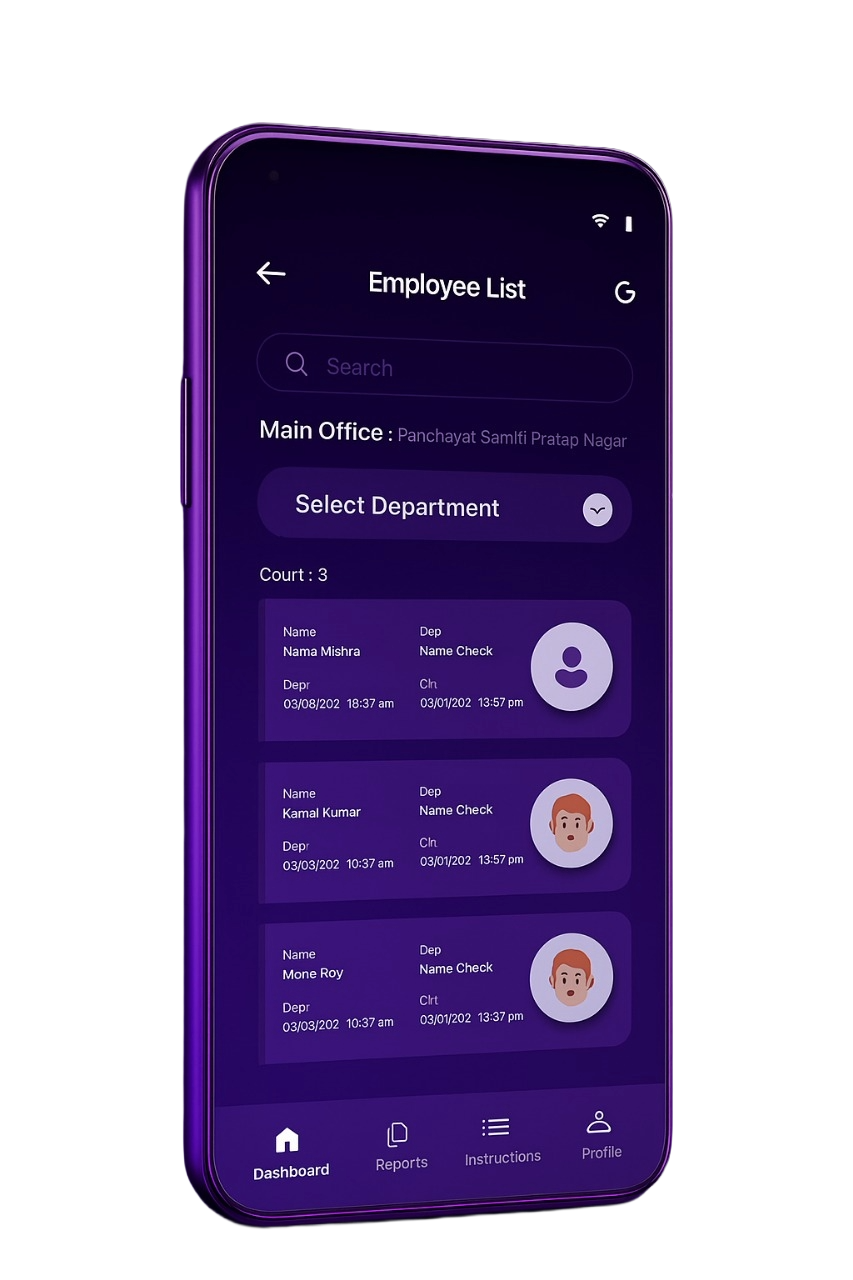 Employee List
Search
Main Office : Panchayat Samlti Pratap Nagar
Select Department
Court : 3
Name Dep
Nama Mishra Name Check
Depr Cln
03/08/202 18:37 am 03/01/202 13:57 pm
Name Dep
Kamal Kumar Name Check
Depr Cln
03/03/202 10:37 am 03/01/202 13:57 pm
Name Dep
Mone Roy Name Check
Depr Clrt
03/03/202 10:37 am 03/01/202 13:37 pm
Dashboard Reports Instructions Profile